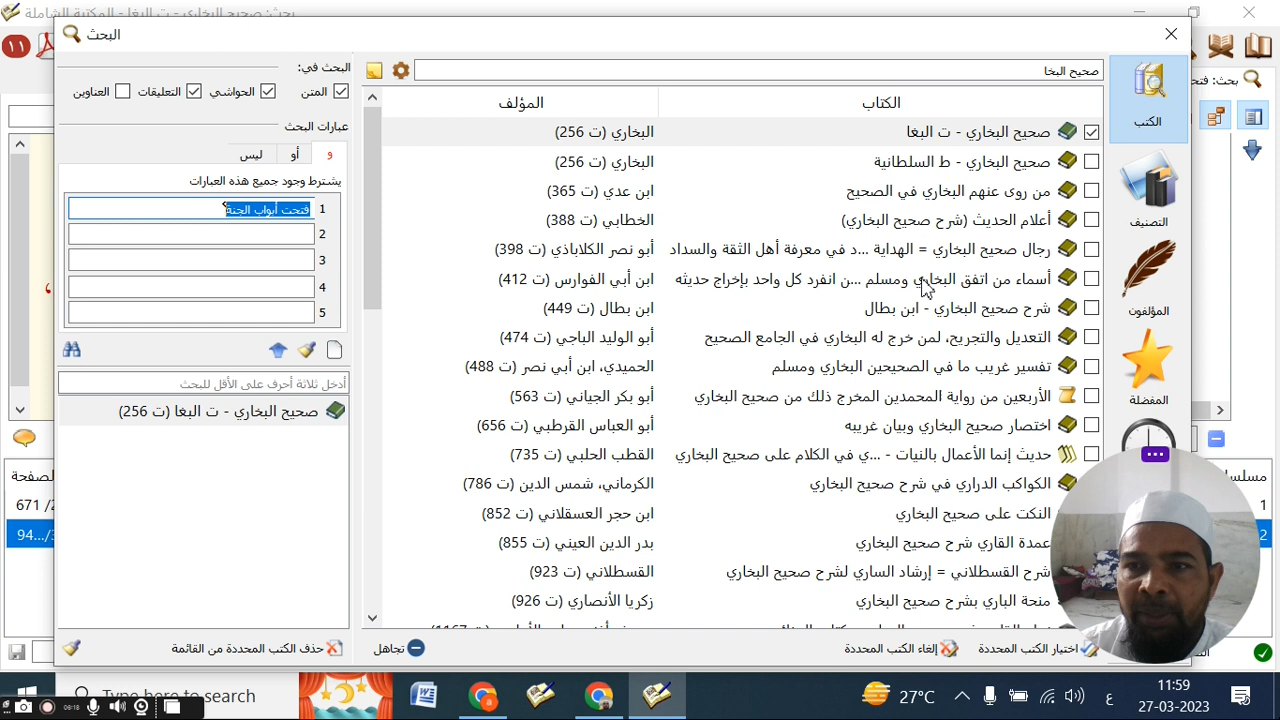 بحث: صحيح البخاري - ت البغا - المكتبة الشاملة
البحث
١١
بحث: فتح
صحيح البخا
الكتاب
المؤلف
صحيح البخاري - ت البغا
البخاري (ت 256)
صحيح البخاري - ط السلطانية
البخاري (ت 256)
من روى عنهم البخاري في الصحيح
ابن عدي (ت 365)
أعلام الحديث (شرح صحيح البخاري)
الخطابي (ت 388)
رجال صحيح البخاري = الهداية ...د في معرفة أهل الثقة والسداد
أبو نصر الكلاباذي (ت 398)
أسماء من اتفق البخاري ومسلم ...ن انفرد كل واحد بإخراج حديثه
ابن أبي الفوارس (ت 412)
شرح صحيح البخاري - ابن بطال
ابن بطال (ت 449)
التعديل والتجريح، لمن خرج له البخاري في الجامع الصحيح
أبو الوليد الباجي (ت 474)
تفسير غريب ما في الصحيحين البخاري ومسلم
الحميدي، ابن أبي نصر (ت 488)
الأربعين من رواية المحمدين المخرج ذلك من صحيح البخاري
أبو بكر الجياني (ت 563)
اختصار صحيح البخاري وبيان غريبه
أبو العباس القرطبي (ت 656)
حديث إنما الأعمال بالنيات - ...ي في الكلام على صحيح البخاري
القطب الحلبي (ت 735)
الكواكب الدراري في شرح صحيح البخاري
الكرماني، شمس الدين (ت 786)
النكت على صحيح البخاري
ابن حجر العسقلاني (ت 852)
عمدة القاري شرح صحيح البخاري
بدر الدين العيني (ت 855)
شرح القسطلاني = إرشاد الساري لشرح صحيح البخاري
القسطلاني (ت 923)
منحة الباري بشرح صحيح البخاري
زكريا الأنصاري (ت 926)
الكتب
التصنيف
المؤلفون
المفضلة
اختيار الكتب المحددة
إلغاء الكتب المحددة
تجاهل
البحث في:
المتن
الحواشي
التعليقات
العناوين
عبارات البحث
و
أو
ليس
يشترط وجود جميع هذه العبارات
1 فتحت أبواب الجنة
2
3
4
5
أدخل ثلاثة أحرف على الأقل للبحث
صحيح البخاري - ت البغا (ت 256)
حذف الكتب المحددة من القائمة
مسلسل
1
2
الصفحة
671 /2
94.../3
Type here to search
27°C
ع
11:59
27-03-2023
08:18